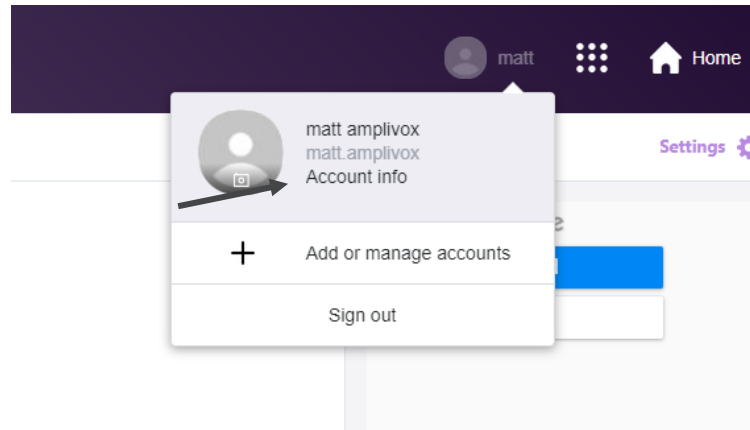 matt
Home
matt amplivox
matt.amplivox
Account info
Settings
Add or manage accounts
Sign out